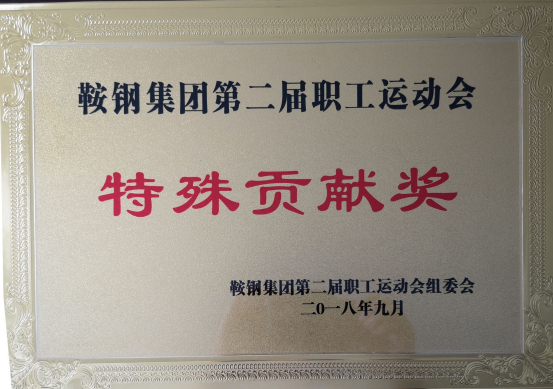 鞍钢集团第二届职工运动会
特殊贡献奖
鞍钢集团第二届职工运动会组委会
二〇一八年九月